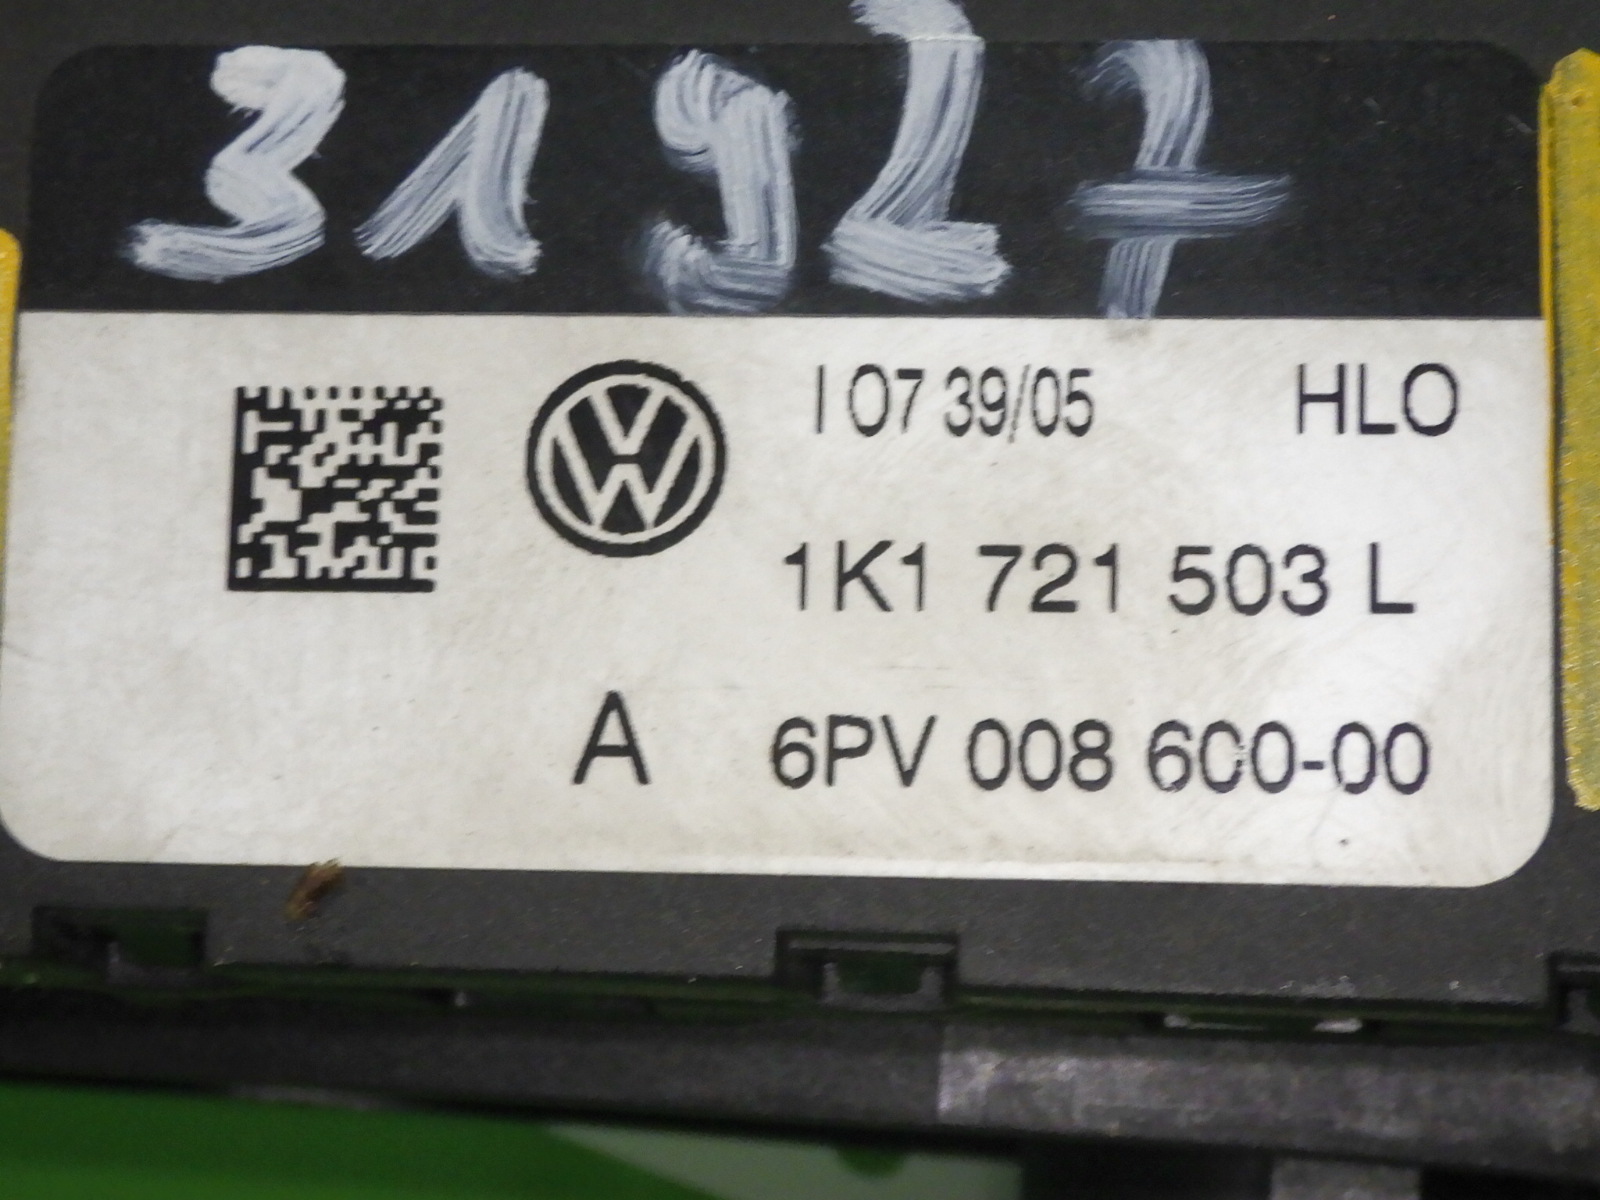 31927
I 07 39/05 HLO
1K1 721 503 L
A 6PV 008 600-00